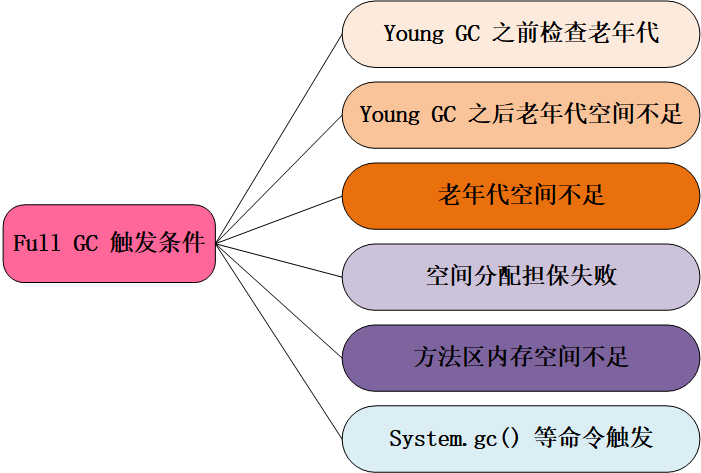 Young GC 之前检查老年代
Young GC 之后老年代空间不足
老年代空间不足
Full GC 触发条件
空间分配担保失败
方法区内存空间不足
System.gc() 等命令触发